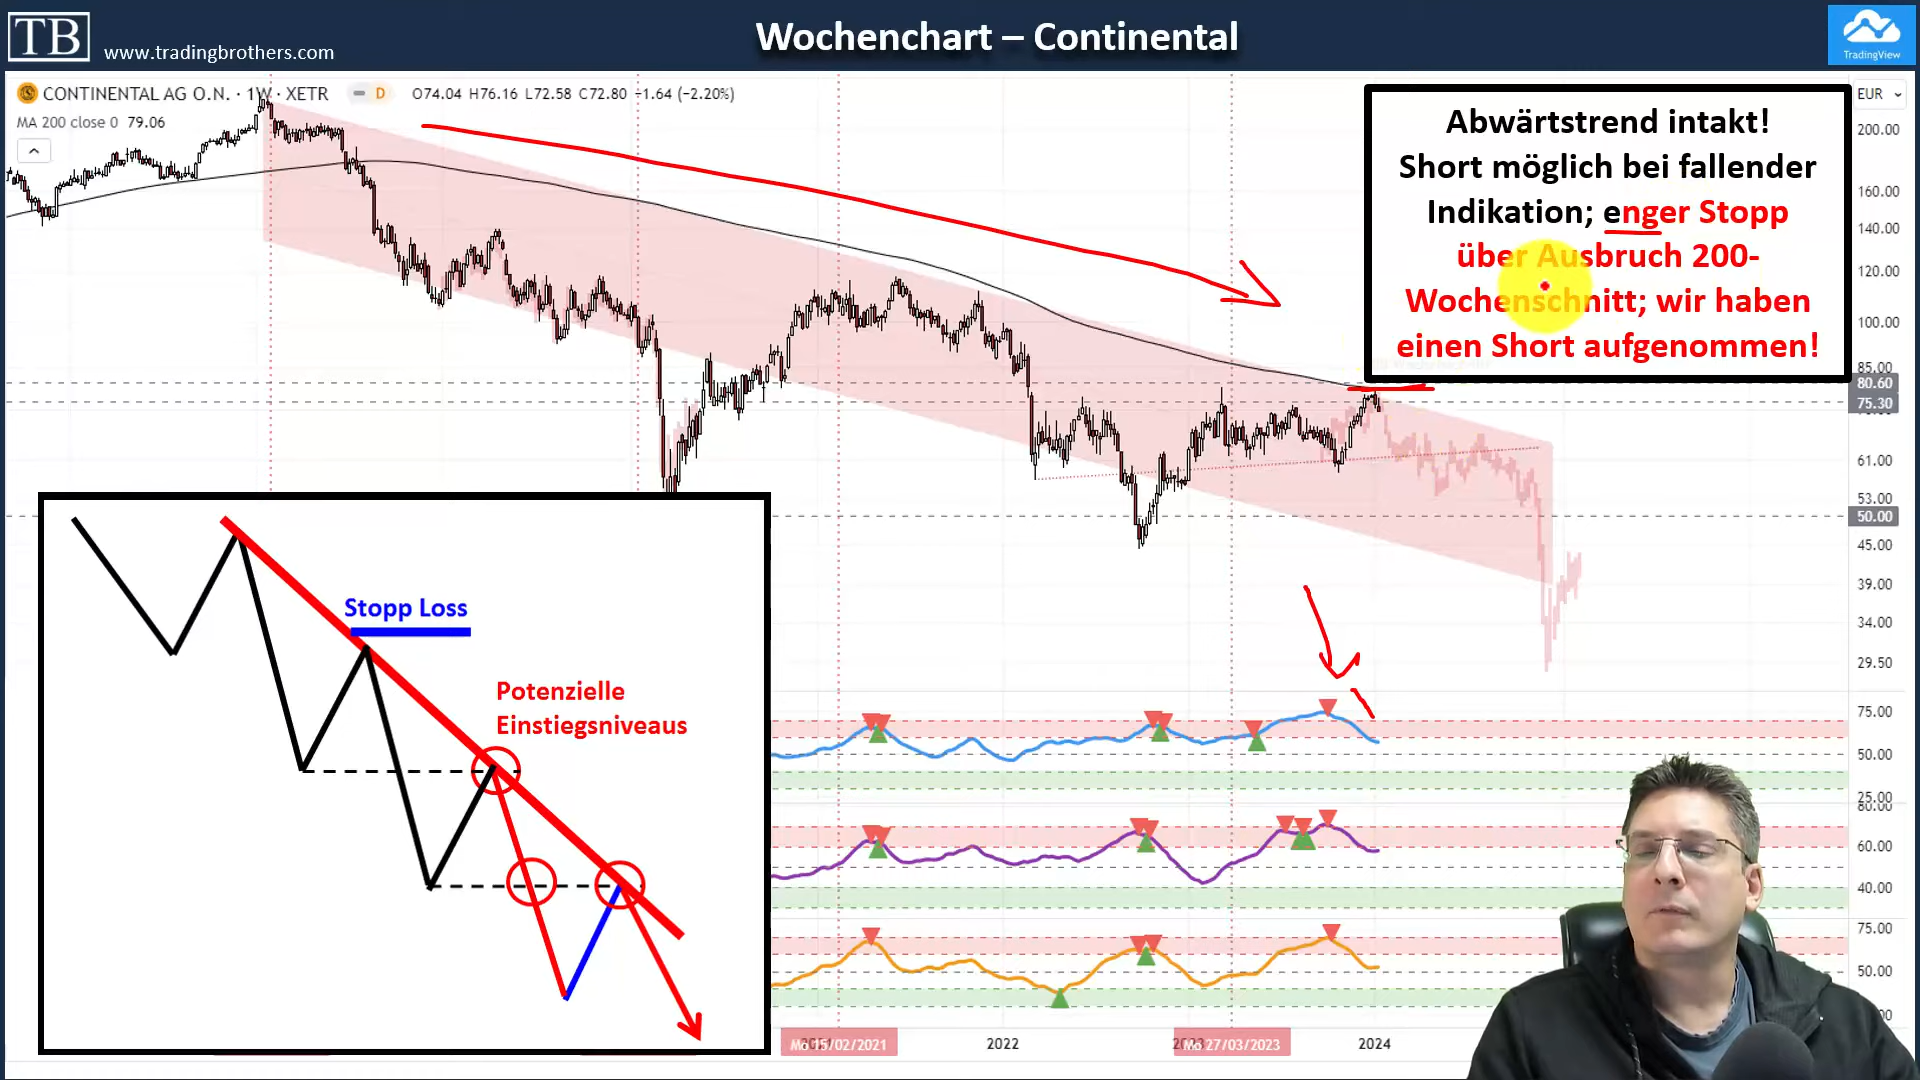 TB
www.tradingbrothers.com
Wochenchart – Continental
TradingView
CONTINENTAL AG O.N. · 1W · XETR
D
O74.04 H76.16 L72.58 C72.80 −1.64 (−2.20%)
MA 200 close 0 79.06
EUR
Abwärtstrend intakt!
Short möglich bei fallender
Indikation; enger Stopp
über Ausbruch 200-
Wochenschnitt; wir haben
einen Short aufgenommen!
200.00
160.00
140.00
120.00
100.00
85.00
80.60
75.30
61.00
53.00
50.00
45.00
39.00
34.00
29.50
Stopp Loss
Potenzielle
Einstiegsniveaus
75.00
50.00
25.00
80.00
60.00
40.00
75.00
50.00
Mo 15/02/2021
2022
Mo 27/03/2023
2024